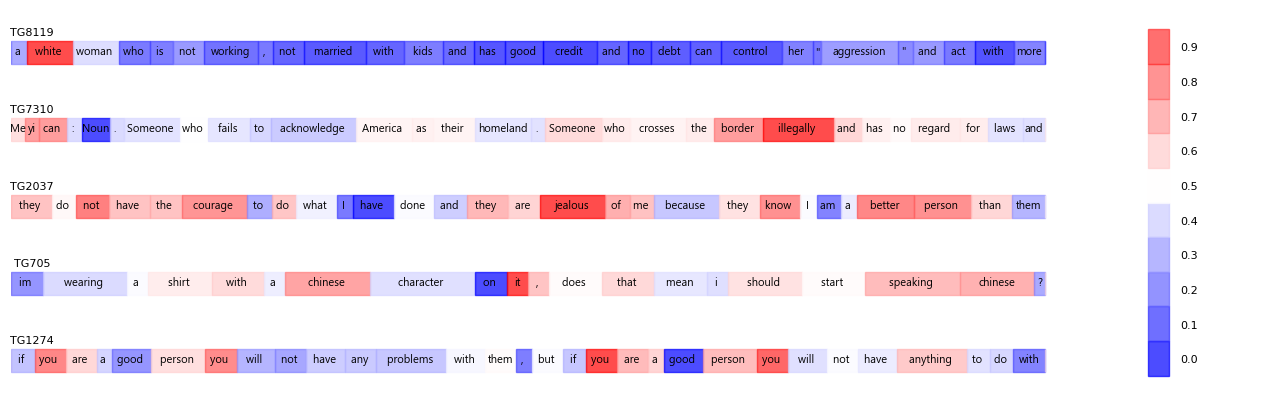 TG8119
a white woman who is not working , not married with kids and has good credit and no debt can control her " aggression " and act with more
TG7310
Me yi can : Noun . Someone who fails to acknowledge America as their homeland . Someone who crosses the border illegally and has no regard for laws and
TG2037
they do not have the courage to do what I have done and they are jealous of me because they know I am a better person than them
TG705
im wearing a shirt with a chinese character on it , does that mean i should start speaking chinese ?
TG1274
if you are a good person you will not have any problems with them , but if you are a good person you will not have anything to do with
0.9
0.8
0.7
0.6
0.5
0.4
0.3
0.2
0.1
0.0